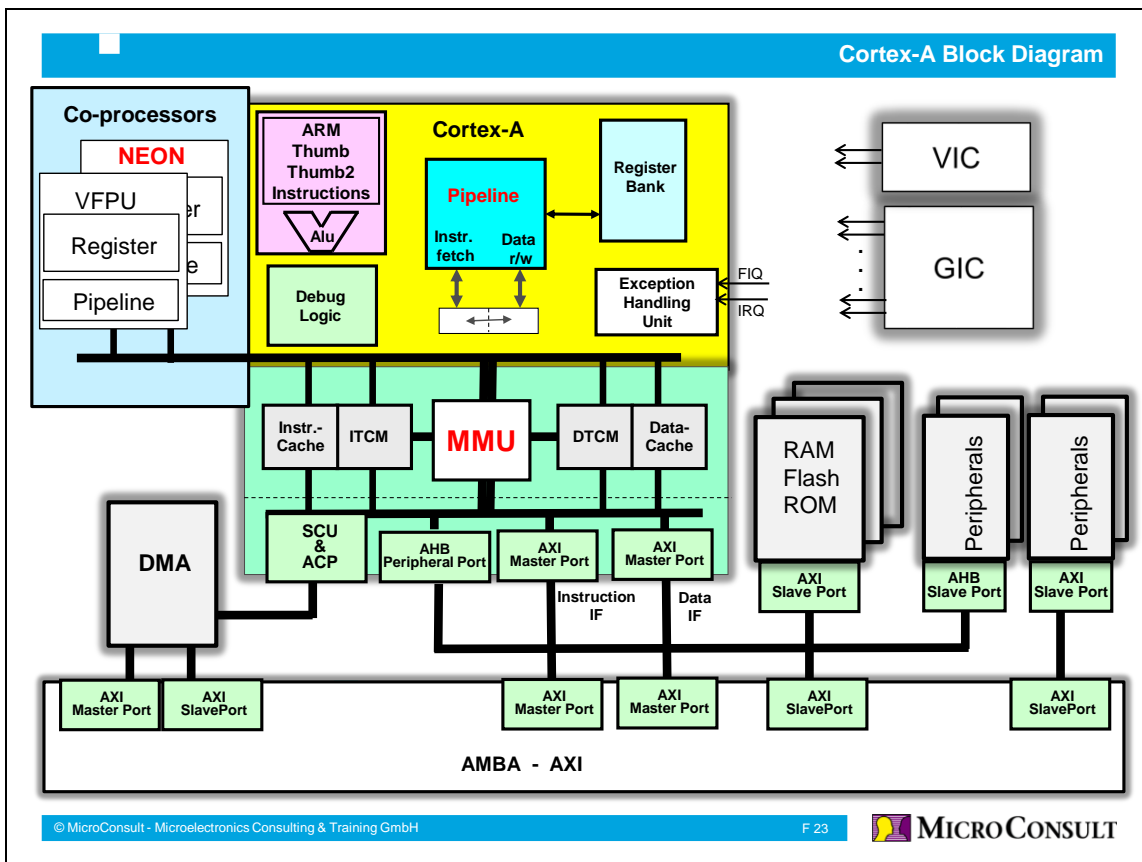 Cortex-A Block Diagram
Co-processors
NEON
er
e
VFPU
Register
Pipeline
ARM
Thumb
Thumb2
Instructions
Alu
Cortex-A
Pipeline
Instr.
fetch
Data
r/w
Register
Bank
Debug
Logic
Exception
Handling
Unit
FIQ
IRQ
VIC
GIC
Instr.-
Cache
ITCM
MMU
DTCM
Data-
Cache
SCU
&
ACP
AHB
Peripheral Port
AXI
Master Port
AXI
Master Port
Instruction
IF
Data
IF
DMA
RAM
Flash
ROM
AXI
Slave Port
Peripherals
AHB
Slave Port
Peripherals
AXI
Slave Port
AXI
Master Port
AXI
SlavePort
AXI
Master Port
AXI
Master Port
AXI
SlavePort
AXI
SlavePort
AMBA - AXI
© MicroConsult - Microelectronics Consulting & Training GmbH
F 23
MICROCONSULT